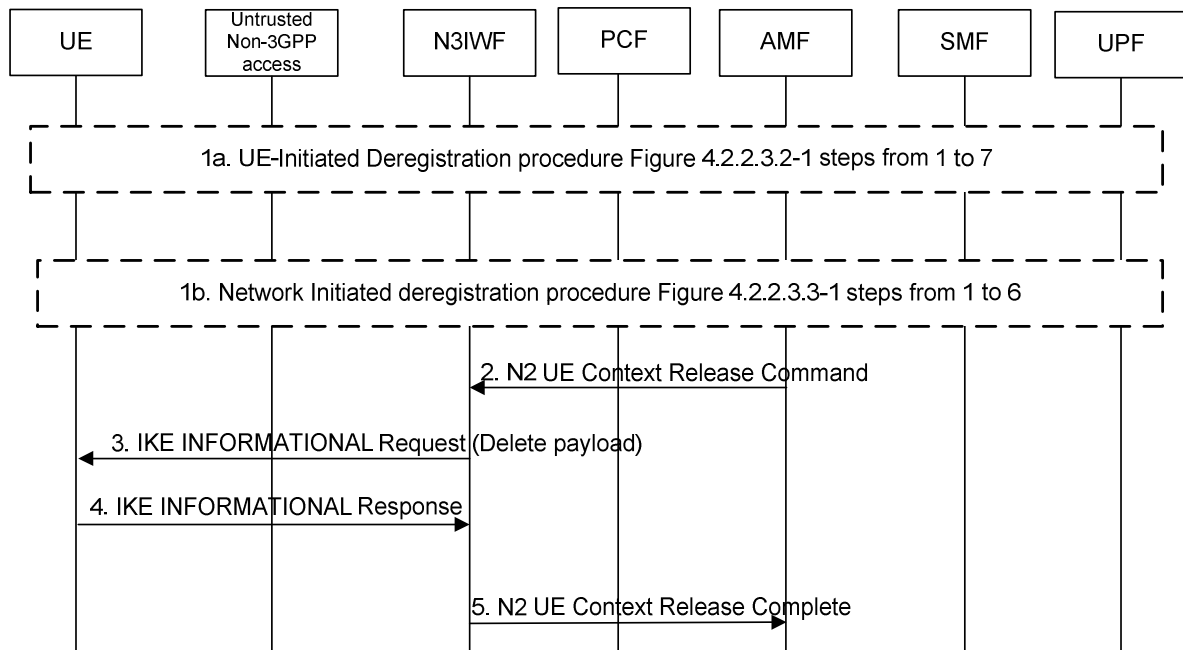 UE
Untrusted
Non-3GPP
access
N3IWF
PCF
AMF
SMF
UPF
1a. UE-Initiated Deregistration procedure Figure 4.2.2.3.2-1 steps from 1 to 7
1b. Network Initiated deregistration procedure Figure 4.2.2.3.3-1 steps from 1 to 6
2. N2 UE Context Release Command
3. IKE INFORMATIONAL Request (Delete payload)
4. IKE INFORMATIONAL Response
5. N2 UE Context Release Complete